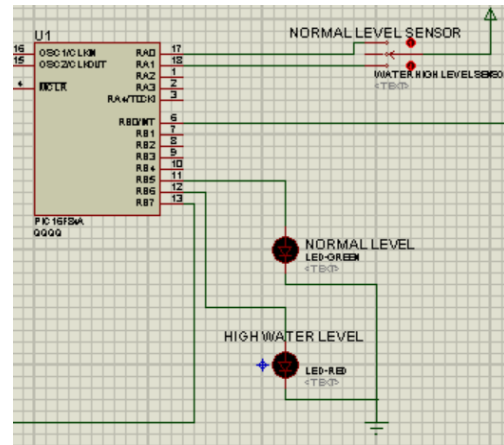 NORMAL LEVEL SENSOR
U1
16
15
4
OSC1/CLKIN
OSC2/CLKOUT
MCLR
RA0
RA1
RA2
RA3
RA4/T0CKI
RB0/INT
RB1
RB2
RB3
RB4
RB5
RB6
RB7
17
18
1
2
3
6
7
8
9
10
11
12
13
PIC16F84A
QQQQ
WATER HIGH LEVEL SENSO
<TEXT>
NORMAL LEVEL
LED-GREEN
<TEXT>
HIGH WATER LEVEL
LED-RED
<TEXT>